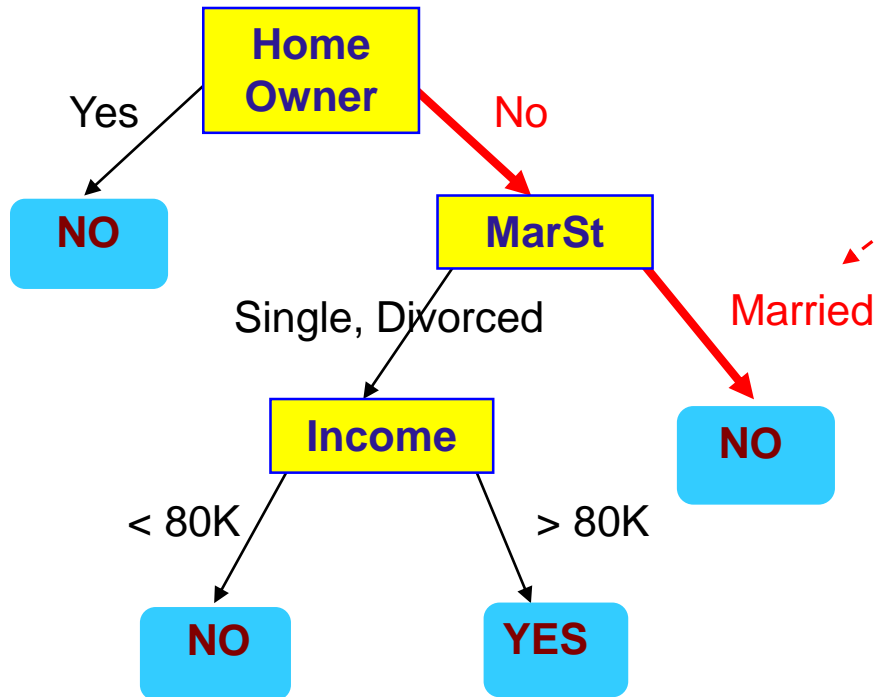 Home
Owner
Yes
No
NO
MarSt
Single, Divorced
Married
Income
NO
< 80K
> 80K
NO
YES